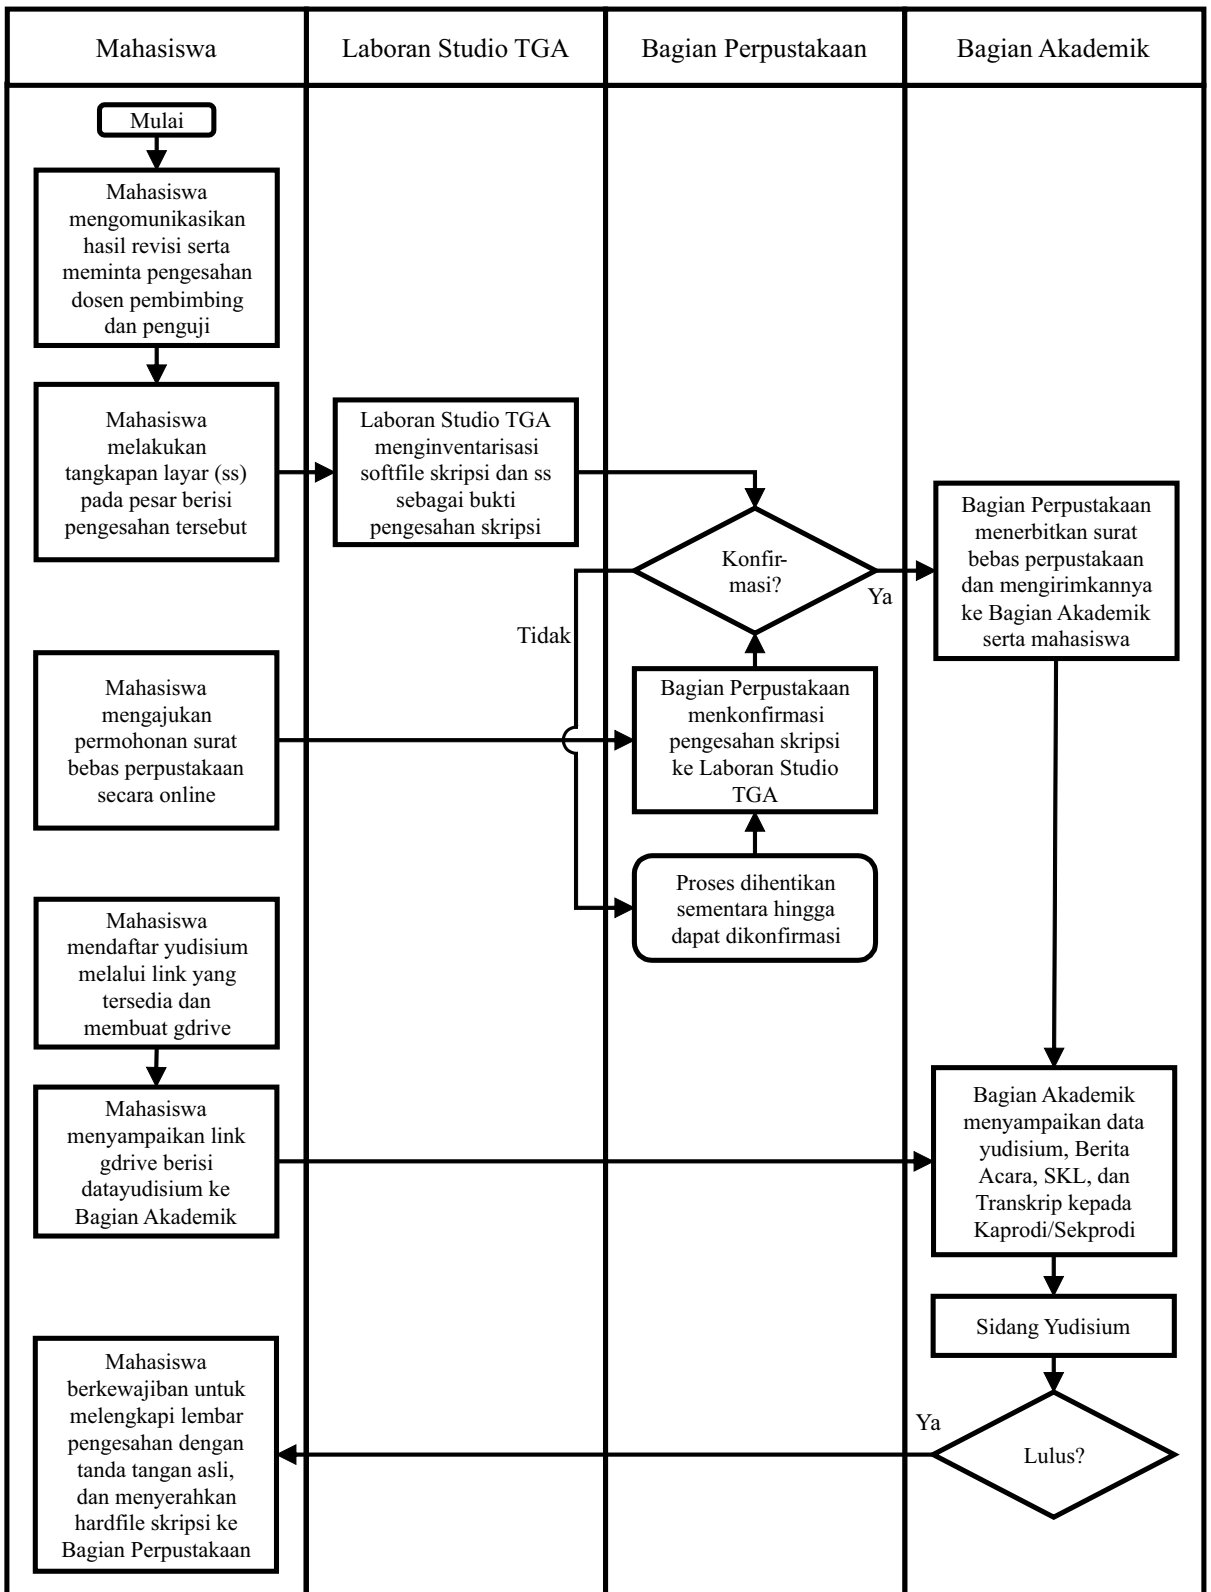 Mahasiswa
Laboran Studio TGA
Bagian Perpustakaan
Bagian Akademik
Mulai
Mahasiswa
mengomunikasikan
hasil revisi serta
meminta pengesahan
dosen pembimbing
dan penguji
Mahasiswa
melakukan
tangkapan layar (ss)
pada pesar berisi
pengesahan tersebut
Laboran Studio TGA
menginventarisasi
softfile skripsi dan ss
sebagai bukti
pengesahan skripsi
Konfir-
masi?
Ya
Tidak
Bagian Perpustakaan
menerbitkan surat
bebas perpustakaan
dan mengirimkannya
ke Bagian Akademik
serta mahasiswa
Mahasiswa
mengajukan
permohonan surat
bebas perpustakaan
secara online
Bagian Perpustakaan
menkonfirmasi
pengesahan skripsi
ke Laboran Studio
TGA
Proses dihentikan
sementara hingga
dapat dikonfirmasi
Mahasiswa
mendaftar yudisium
melalui link yang
tersedia dan
membuat gdrive
Mahasiswa
menyampaikan link
gdrive berisi
datayudisium ke
Bagian Akademik
Bagian Akademik
menyampaikan data
yudisium, Berita
Acara, SKL, dan
Transkrip kepada
Kaprodi/Sekprodi
Sidang Yudisium
Lulus?
Ya
Mahasiswa
berkewajiban untuk
melengkapi lembar
pengesahan dengan
tanda tangan asli,
dan menyerahkan
hardfile skripsi ke
Bagian Perpustakaan